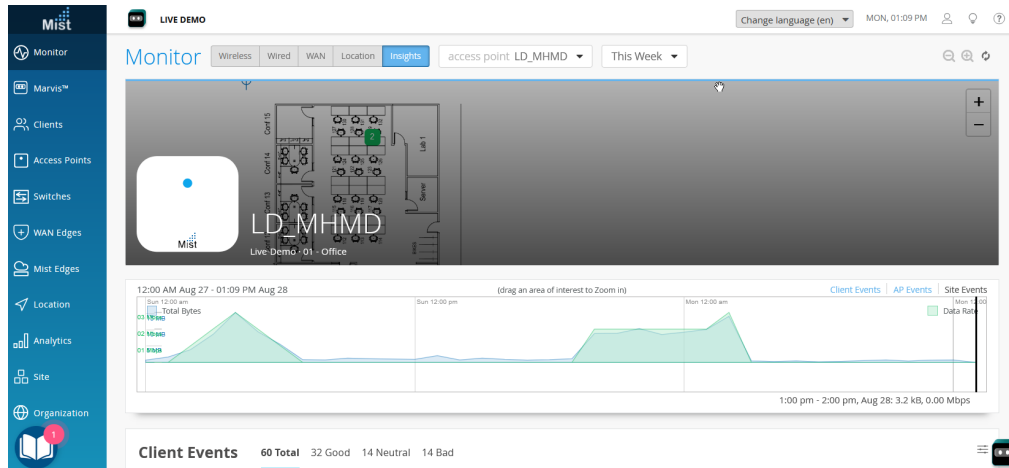 Mist
LIVE DEMO
Change language (en)
MON, 01:09 PM
Monitor
Marvis™
Clients
Access Points
Switches
WAN Edges
Mist Edges
Location
Analytics
Site
Organization
1
Monitor
Wireless Wired WAN Location Insights
access point LD_MHMD
This Week
+
−
Conf 15
Conf 14
Conf 13
Lab 1
Server
2
Mist
LD_MHMD
Live Demo - 01 - Office
12:00 AM Aug 27 - 01:09 PM Aug 28
(drag an area of interest to Zoom in)
Client Events | AP Events | Site Events
Sun 12:00 am
Sun 12:00 pm
Mon 12:00 am
Total Bytes
Data Rate
1:00 pm - 2:00 pm, Aug 28: 3.2 kB, 0.00 Mbps
Client Events 60 Total 32 Good 14 Neutral 14 Bad